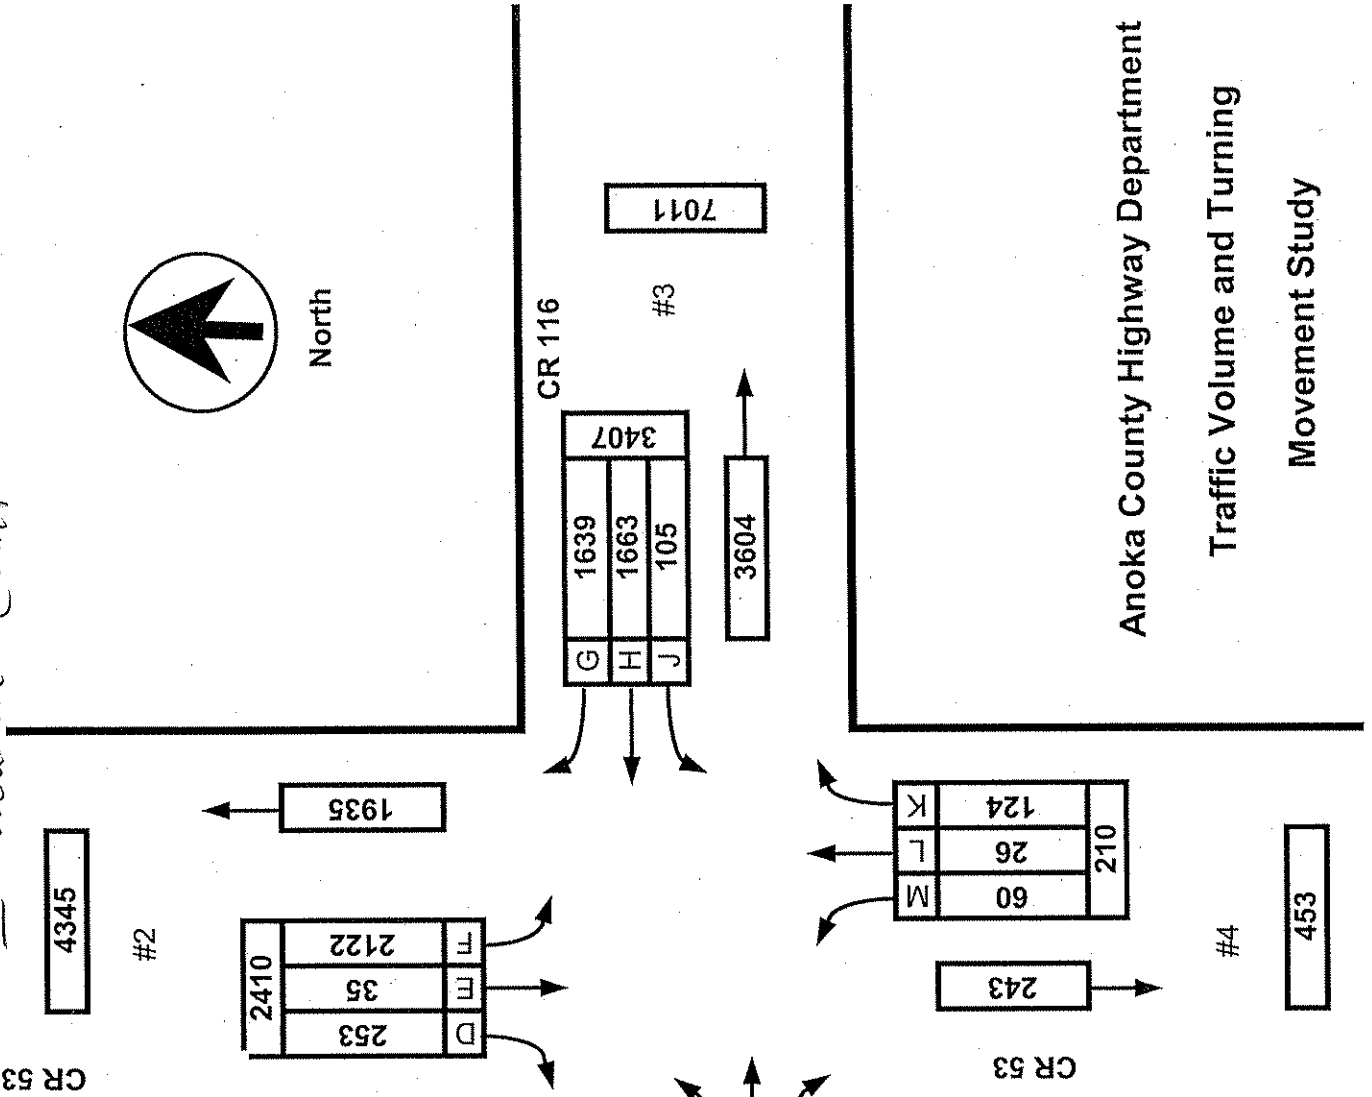 North
CR 116
#3
7011
3407
G 1639
H 1663
J 105
3604
4345
#2
CR 53
1935
2410
2122 F
35 E
253 D
K 124
L 26
M 60
210
243
#4
453
CR 53
Anoka County Highway Department
Traffic Volume and Turning
Movement Study